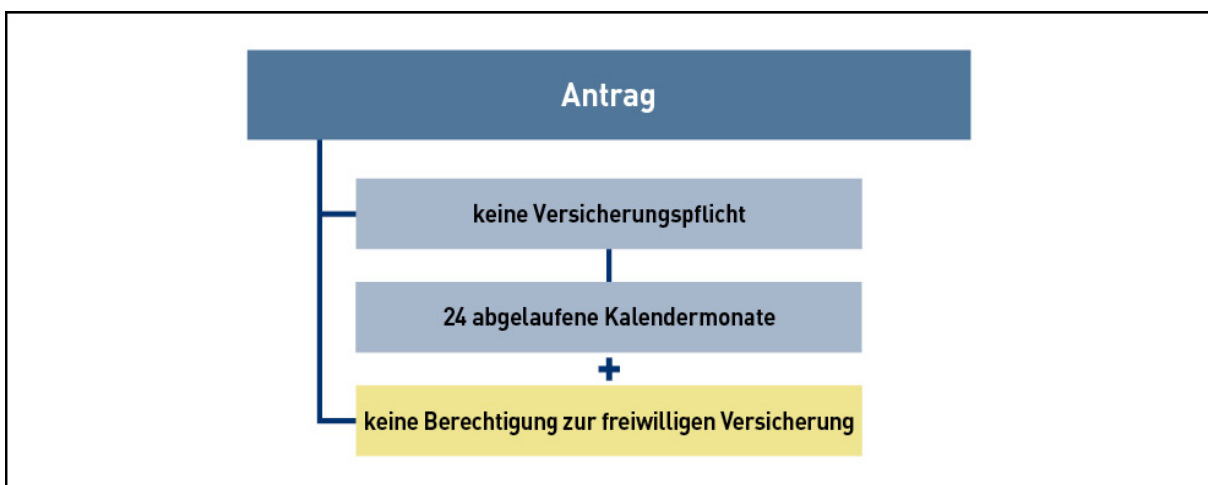 Antrag
keine Versicherungspflicht
24 abgelaufene Kalendermonate
+
keine Berechtigung zur freiwilligen Versicherung